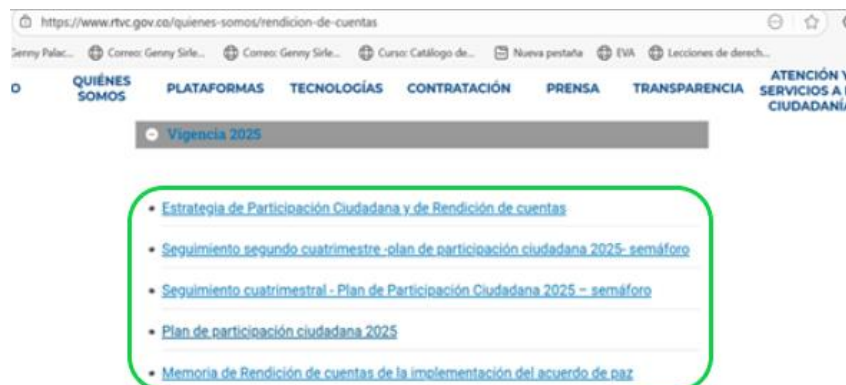 https://www.rtvc.gov.co/quienes-somos/rendicion-de-cuentas
Genny Palac... Correo: Genny Sirle... Correo: Genny Sirle... Curso: Catálogo de... Nueva pestaña EVA Lecciones de derech...
O QUIÉNES SOMOS PLATAFORMAS TECNOLOGÍAS CONTRATACIÓN PRENSA TRANSPARENCIA ATENCIÓN Y SERVICIOS A CIUDADANÍA
Vigencia 2025
Estrategia de Participación Ciudadana y de Rendición de cuentas
Seguimiento segundo cuatrimestre -plan de participación ciudadana 2025- semáforo
Seguimiento cuatrimestral - Plan de Participación Ciudadana 2025 – semáforo
Plan de participación ciudadana 2025
Memoria de Rendición de cuentas de la implementación del acuerdo de paz